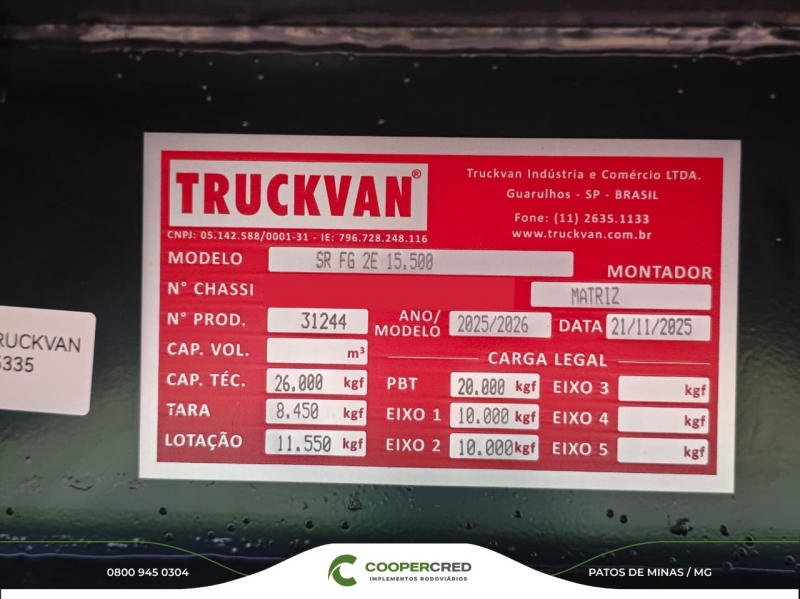 TRUCKVAN®
CNPJ: 05.142.588/0001-31 - IE: 796.728.248.116
Truckvan Indústria e Comércio LTDA.
Guarulhos - SP - BRASIL
Fone: (11) 2635.1133
www.truckvan.com.br
MODELO SR FG 2E 15.500
MONTADOR
N° CHASSI MATRIZ
N° PROD. 31244 ANO/MODELO 2025/2026 DATA 21/11/2025
CAP. VOL. m³ CARGA LEGAL
CAP. TÉC. 26.000 kgf PBT 20.000 kgf EIXO 3 kgf
TARA 8.450 kgf EIXO 1 10.000 kgf EIXO 4 kgf
LOTAÇÃO 11.550 kgf EIXO 2 10.000 kgf EIXO 5 kgf
RUCKVAN
5335
0800 945 0304
COOPERCRED
IMPLEMENTOS RODOVIÁRIOS
PATOS DE MINAS / MG